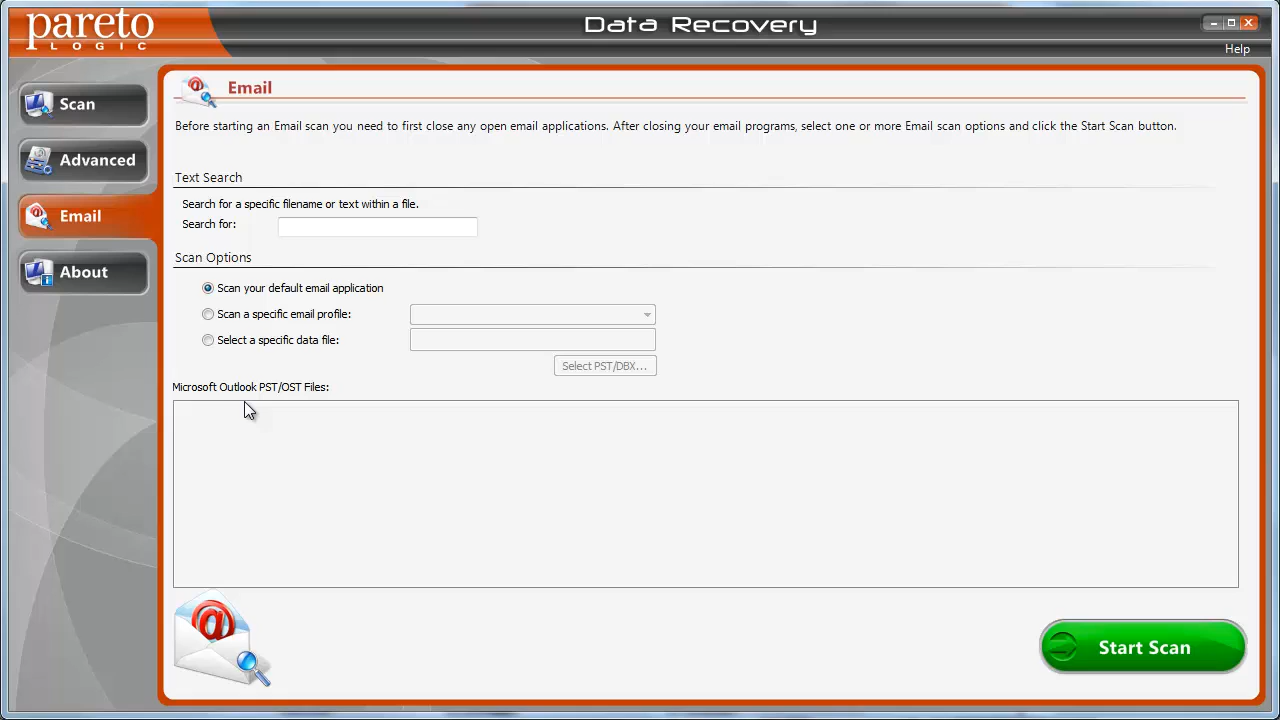 pareto
LOGIC
Data Recovery
Help
Scan
Advanced
Email
About
Email
Before starting an Email scan you need to first close any open email applications. After closing your email programs, select one or more Email scan options and click the Start Scan button.
Text Search
Search for a specific filename or text within a file.
Search for:
Scan Options
Scan your default email application
Scan a specific email profile:
Select a specific data file:
Select PST/DBX...
Microsoft Outlook PST/OST Files:
Start Scan